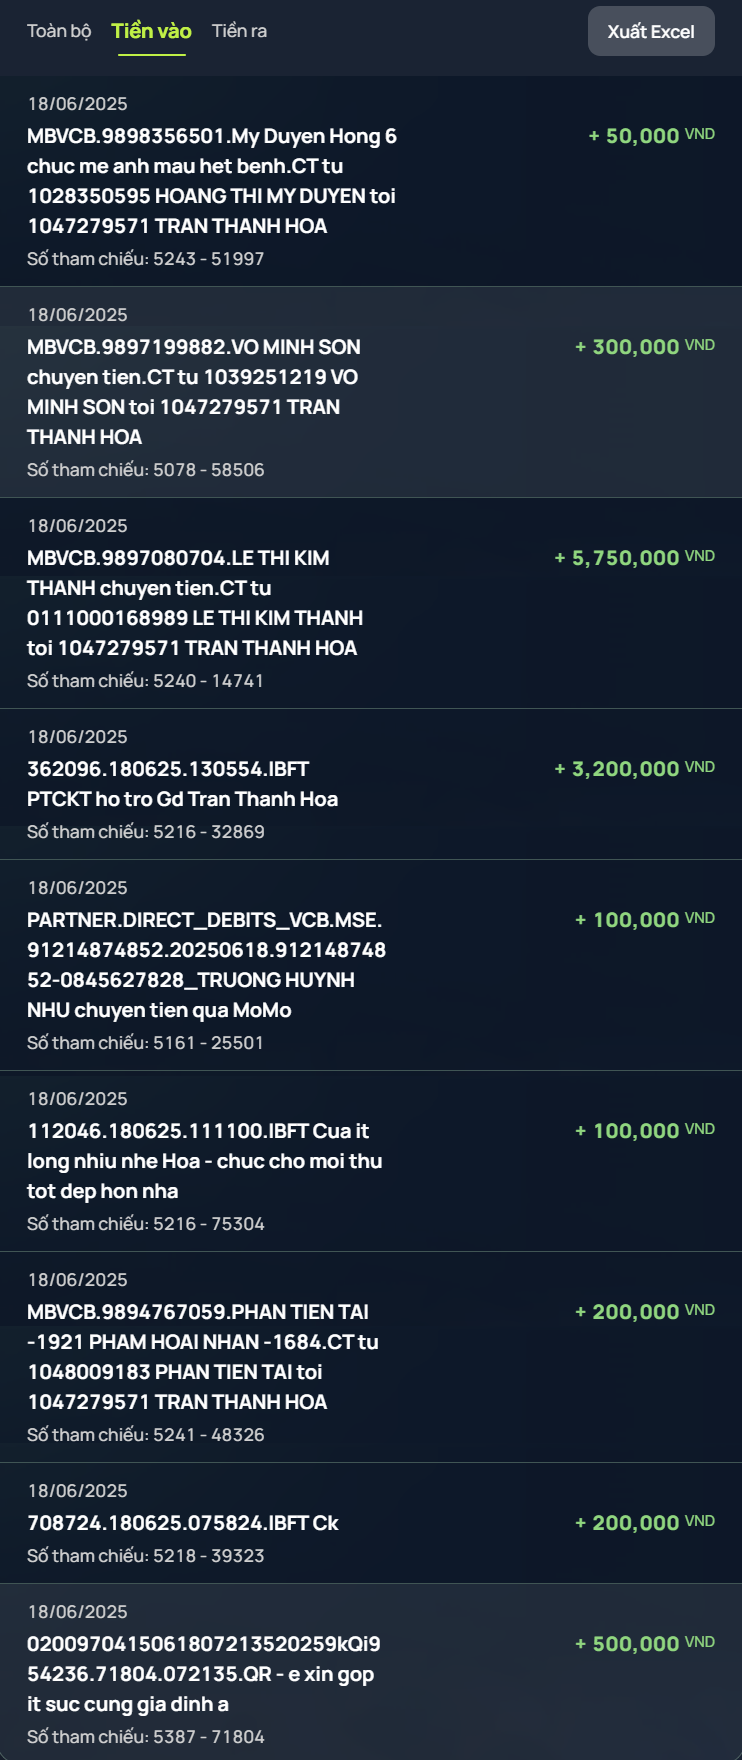 Toàn bộ Tiền vào Tiền ra Xuất Excel
18/06/2025
MBVCB.9898356501.My Duyen Hong 6 + 50,000 VND
chuc me anh mau het benh.CT tu
1028350595 HOANG THI MY DUYEN toi
1047279571 TRAN THANH HOA
Số tham chiếu: 5243 - 51997
18/06/2025
MBVCB.9897199882.VO MINH SON + 300,000 VND
chuyen tien.CT tu 1039251219 VO
MINH SON toi 1047279571 TRAN
THANH HOA
Số tham chiếu: 5078 - 58506
18/06/2025
MBVCB.9897080704.LE THI KIM + 5,750,000 VND
THANH chuyen tien.CT tu
0111000168989 LE THI KIM THANH
toi 1047279571 TRAN THANH HOA
Số tham chiếu: 5240 - 14741
18/06/2025
362096.180625.130554.IBFT + 3,200,000 VND
PTCKT ho tro Gd Tran Thanh Hoa
Số tham chiếu: 5216 - 32869
18/06/2025
PARTNER.DIRECT_DEBITS_VCB.MSE. + 100,000 VND
91214874852.20250618.912148748
52-0845627828_TRUONG HUYNH
NHU chuyen tien qua MoMo
Số tham chiếu: 5161 - 25501
18/06/2025
112046.180625.111100.IBFT Cua it + 100,000 VND
long nhiu nhe Hoa - chuc cho moi thu
tot dep hon nha
Số tham chiếu: 5216 - 75304
18/06/2025
MBVCB.9894767059.PHAN TIEN TAI + 200,000 VND
-1921 PHAM HOAI NHAN -1684.CT tu
1048009183 PHAN TIEN TAI toi
1047279571 TRAN THANH HOA
Số tham chiếu: 5241 - 48326
18/06/2025
708724.180625.075824.IBFT Ck + 200,000 VND
Số tham chiếu: 5218 - 39323
18/06/2025
0200970415061807213520259kQi9 + 500,000 VND
54236.71804.072135.QR - e xin gop
it suc cung gia dinh a
Số tham chiếu: 5387 - 71804